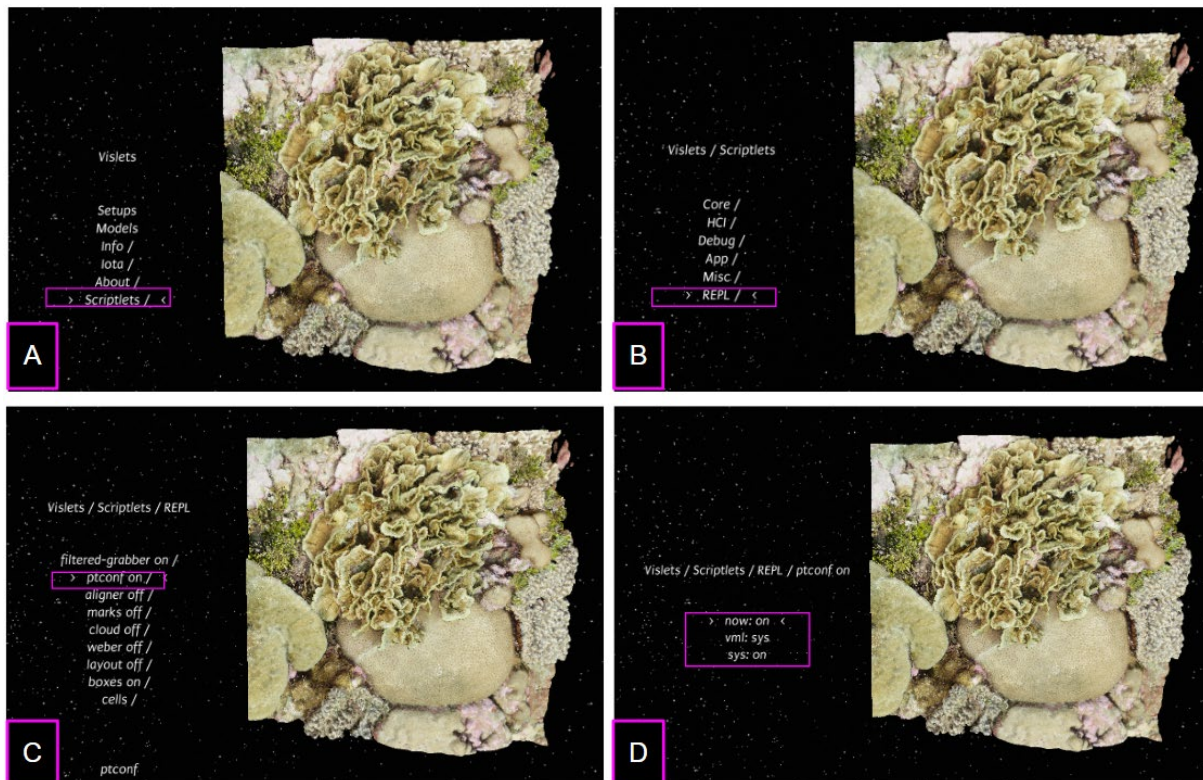 Vislets
Setups
Models
Info /
Iota /
About /
> Scriptlets / <
A
Vislets / Scriptlets
Core /
HCI /
Debug /
App /
Misc /
> REPL / <
B
Vislets / Scriptlets / REPL
filtered-grabber on /
> ptconf on / <
aligner off /
marks off /
cloud off /
weber off /
layout off /
boxes on /
cells /
ptconf
C
Vislets / Scriptlets / REPL / ptconf on
> now: on <
vml: sys
sys: on
D